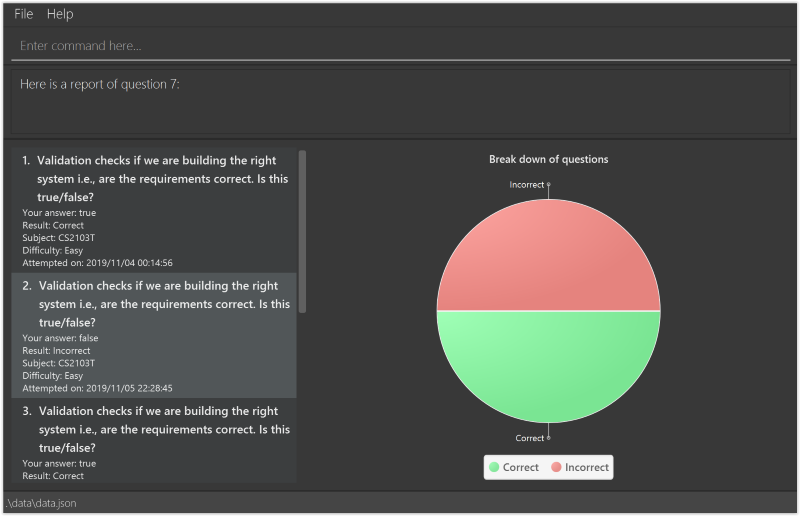 File Help
Enter command here...
Here is a report of question 7:
1. Validation checks if we are building the right
system i.e., are the requirements correct. Is this
true/false?
Your answer: true
Result: Correct
Subject: CS2103T
Difficulty: Easy
Attempted on: 2019/11/04 00:14:56
2. Validation checks if we are building the right
system i.e., are the requirements correct. Is this
true/false?
Your answer: false
Result: Incorrect
Subject: CS2103T
Difficulty: Easy
Attempted on: 2019/11/05 22:28:45
3. Validation checks if we are building the right
system i.e., are the requirements correct. Is this
true/false?
Your answer: true
Result: Correct
Break down of questions
Incorrect
Correct
Correct Incorrect
.\data\data.json